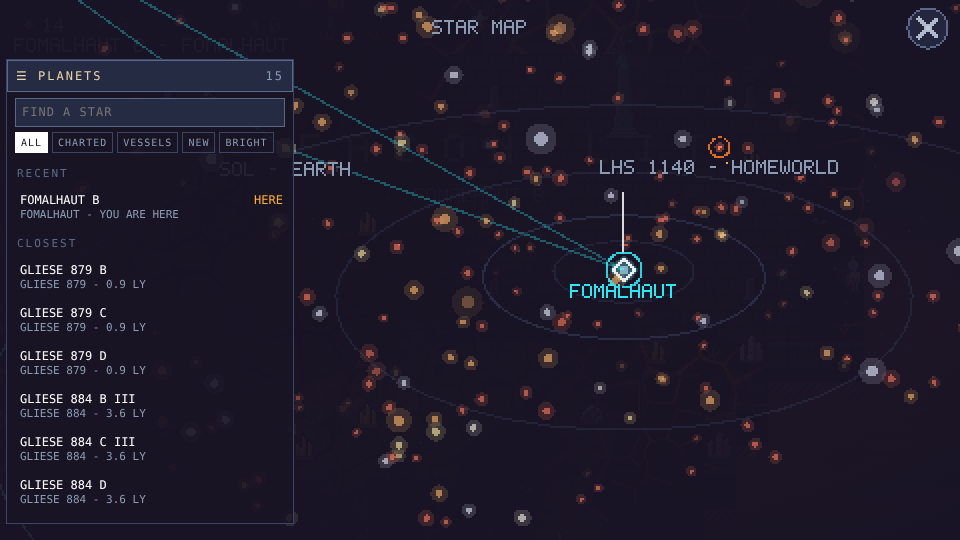 STAR MAP
☰ PLANETS 15
FIND A STAR
ALL CHARTED VESSELS NEW BRIGHT
SOL - EARTH
LHS 1140 - HOMEWORLD
RECENT
FOMALHAUT B HERE
FOMALHAUT - YOU ARE HERE
CLOSEST
GLIESE 879 B
GLIESE 879 - 0.9 LY
GLIESE 879 C
GLIESE 879 - 0.9 LY
FOMALHAUT
GLIESE 879 D
GLIESE 879 - 0.9 LY
GLIESE 884 B III
GLIESE 884 - 3.6 LY
GLIESE 884 C III
GLIESE 884 - 3.6 LY
GLIESE 884 D
GLIESE 884 - 3.6 LY